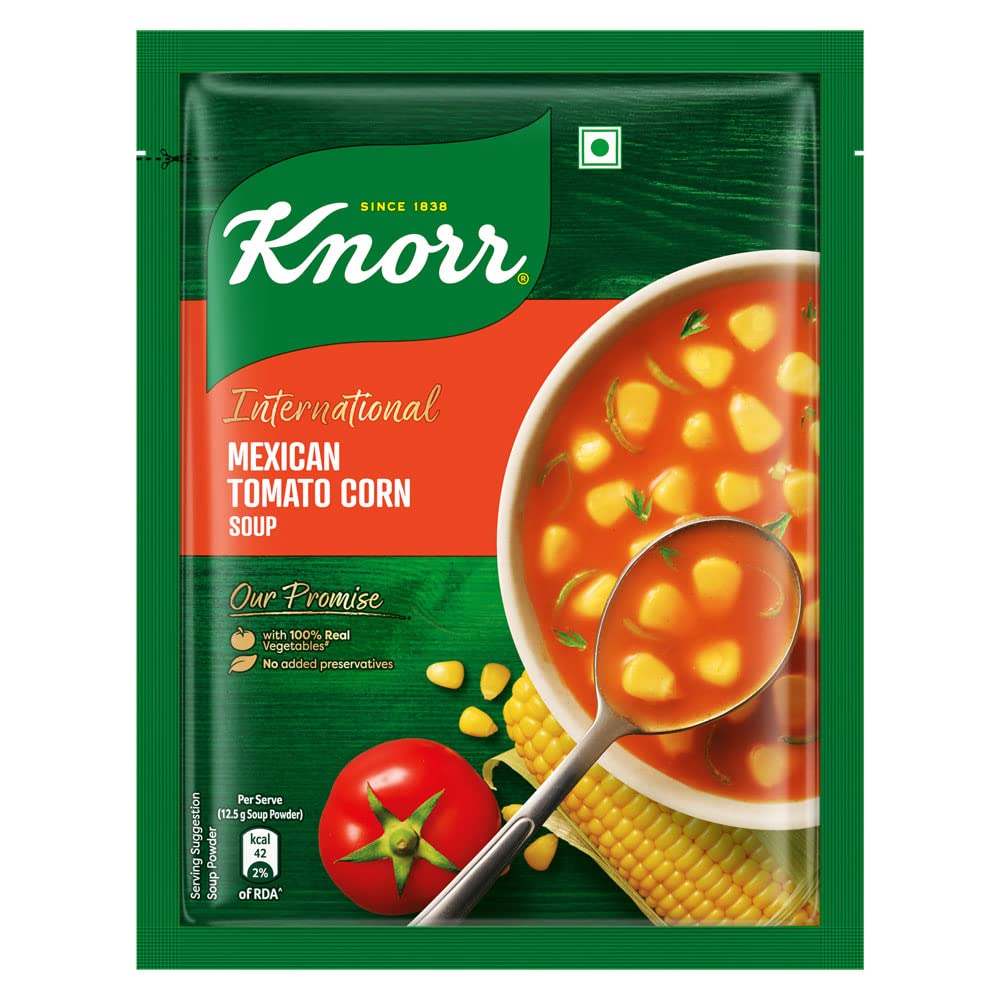 SINCE 1838
Knorr®
International
MEXICAN
TOMATO CORN
SOUP
Our Promise
with 100% Real
Vegetables#
No added preservatives
Per Serve
(12.5 g Soup Powder)
kcal
42
2%
of RDA^
Serving Suggestion
Soup Powder